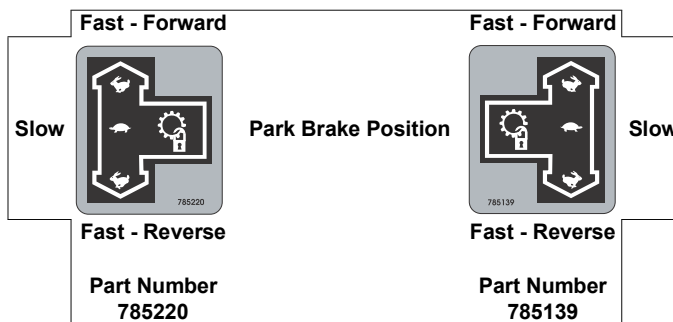 Fast - Forward
Fast - Forward
Slow
Park Brake Position
Slow
785220
785139
Fast - Reverse
Fast - Reverse
Part Number
785220
Part Number
785139